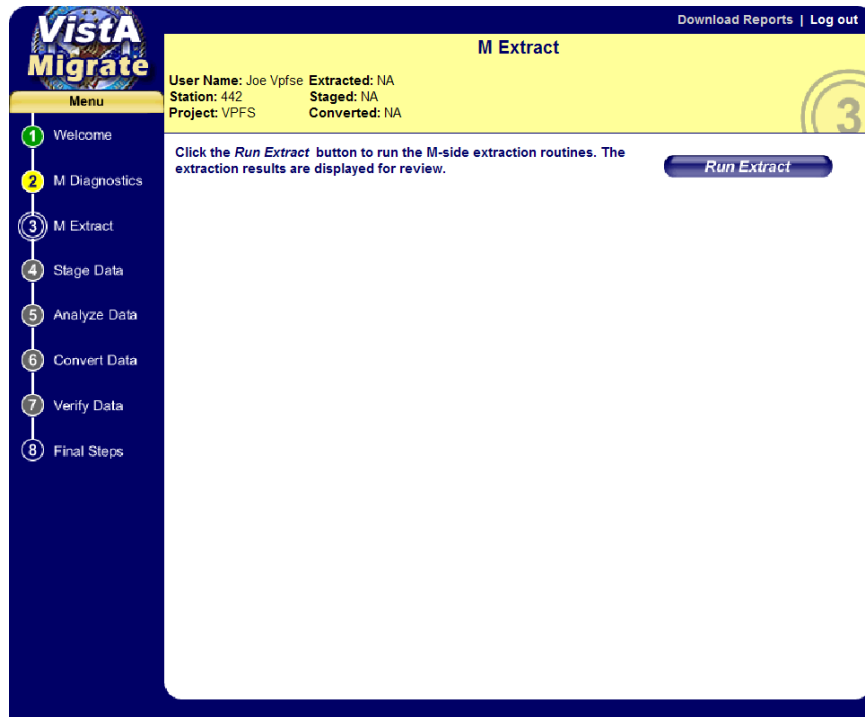 VistA
Migrate
Download Reports | Log out
M Extract
User Name: Joe Vpfse Extracted: NA
Station: 442 Staged: NA
Project: VPFS Converted: NA
3
Menu
1 Welcome
2 M Diagnostics
3 M Extract
4 Stage Data
5 Analyze Data
6 Convert Data
7 Verify Data
8 Final Steps
Click the Run Extract button to run the M-side extraction routines. The
extraction results are displayed for review.
Run Extract